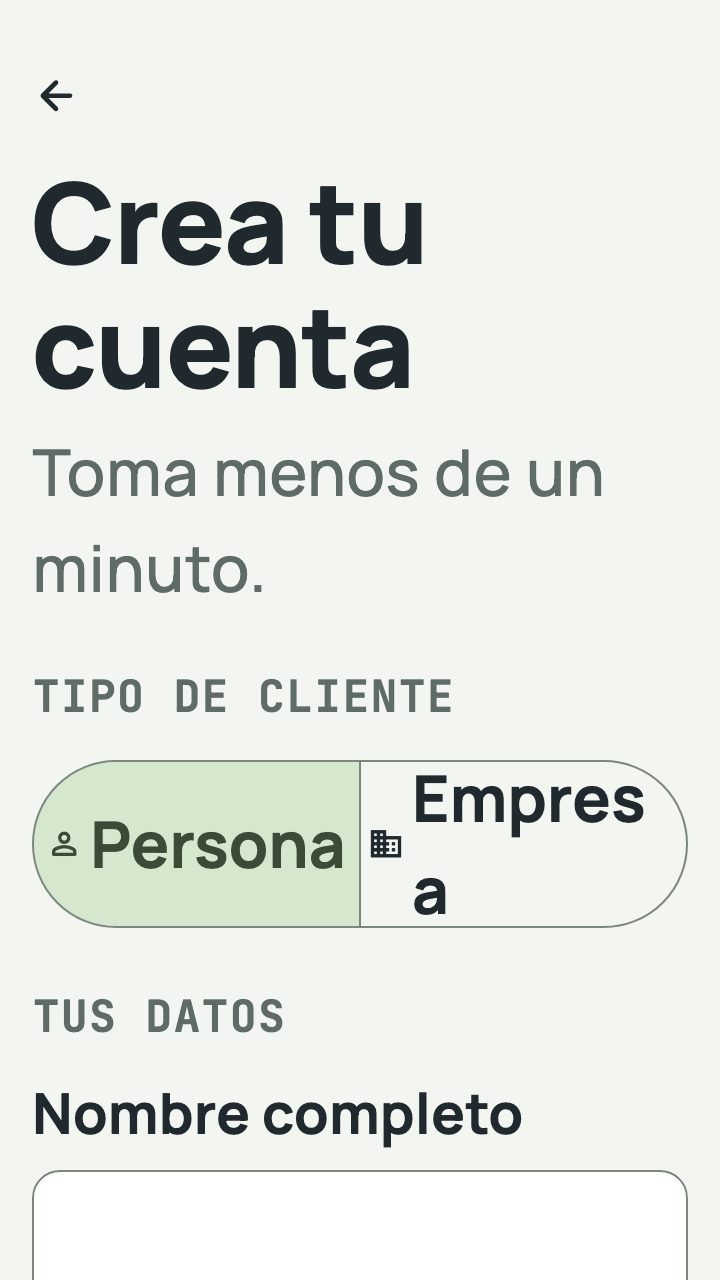 Crea tu
cuenta
Toma menos de un
minuto.
TIPO DE CLIENTE
Persona
Empres
a
TUS DATOS
Nombre completo